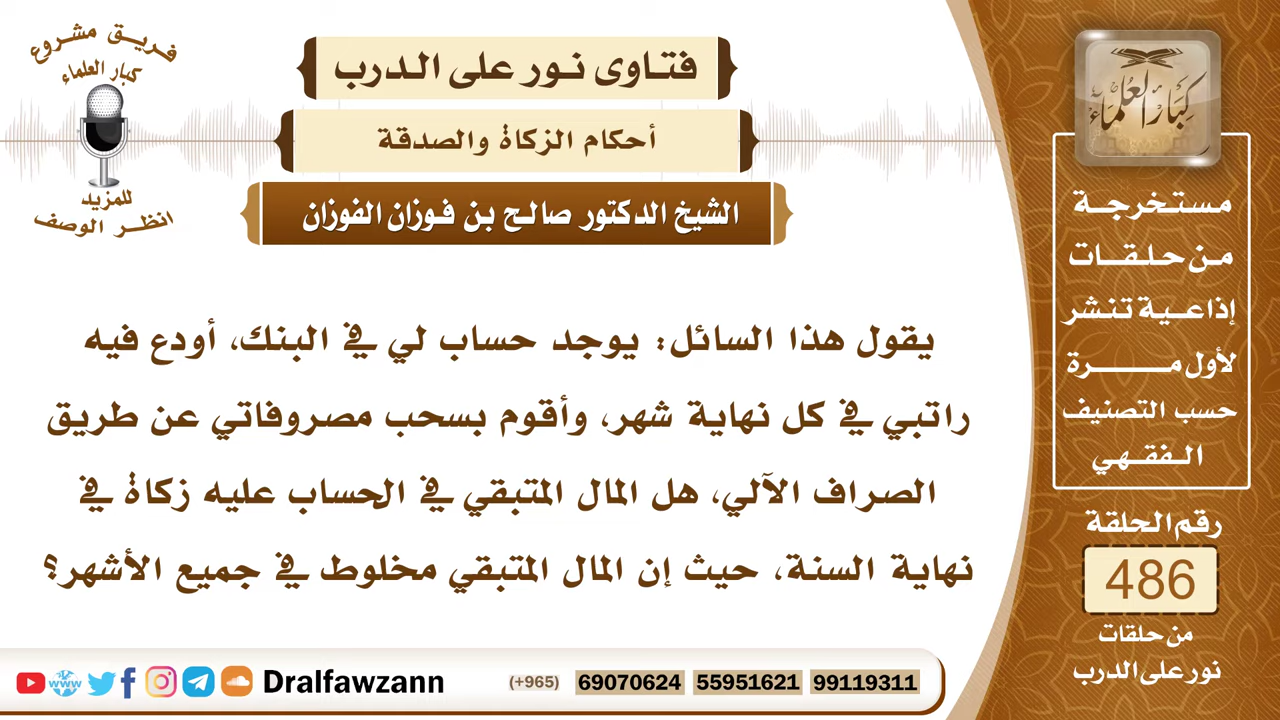 فريق مشروع
كبار العلماء
للمزيد
انظر الوصف
فتاوى نور على الدرب
أحكام الزكاة والصدقة
الشيخ الدكتور صالح بن فوزان الفوزان
يقول هذا السائل: يوجد حساب لي في البنك، أودع فيه
راتبي في كل نهاية شهر، وأقوم بسحب مصروفاتي عن طريق
الصراف الآلي، هل المال المتبقي في الحساب عليه زكاة في
نهاية السنة، حيث إن المال المتبقي مخلوط في جميع الأشهر؟
كبار العلماء
مستخرجة
من حلقات
إذاعية تنشر
لأول مرة
حسب التصنيف
الفقهي
رقم الحلقة
486
من حلقات
نور على الدرب
www
Dralfawzann
(+965) 69070624 55951621 99119311